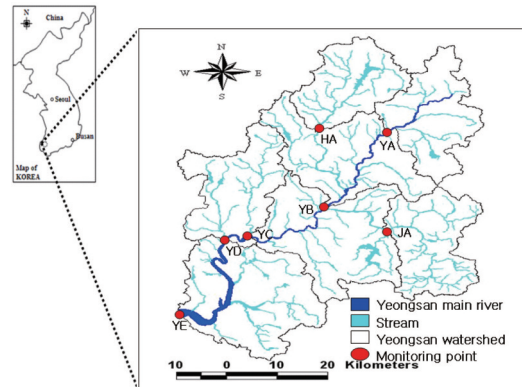 China
Seoul
Busan
Map of
KOREA
N
W E
S
HA
YA
YB
JA
YC
YD
YE
Yeongsan main river
Stream
Yeongsan watershed
Monitoring point
10 0 10 20 Kilometers